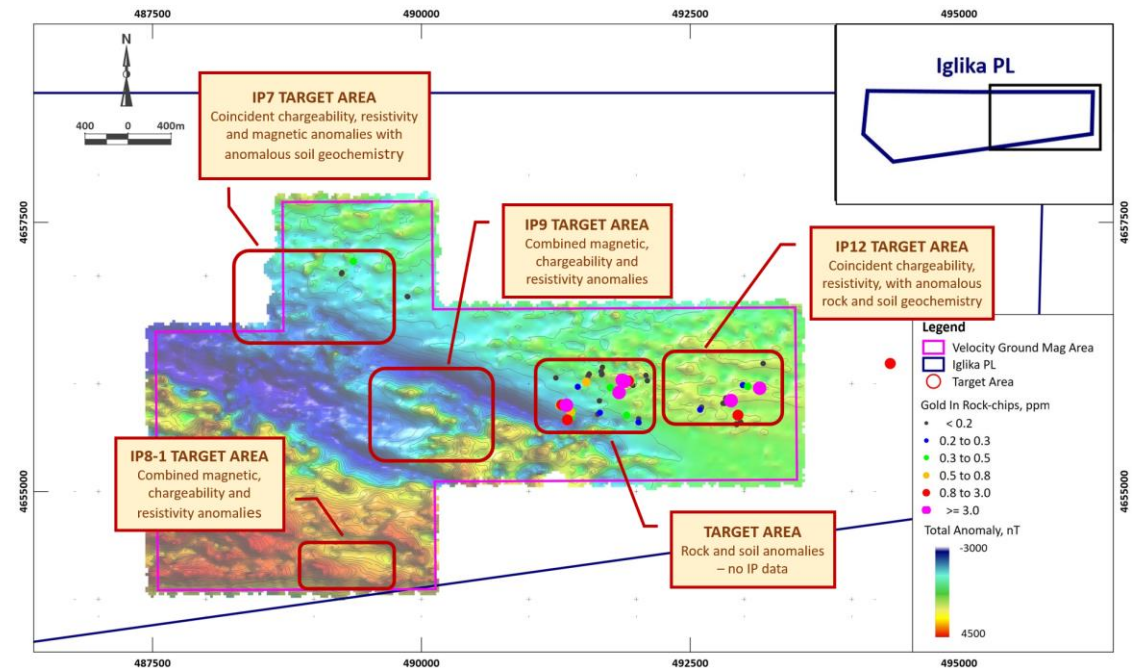 487500
490000
492500
495000
N
400 0 400m
Iglika PL
IP7 TARGET AREA
Coincident chargeability, resistivity
and magnetic anomalies with
anomalous soil geochemistry
4657500
4657500
IP9 TARGET AREA
Combined magnetic,
chargeability and
resistivity anomalies
IP12 TARGET AREA
Coincident chargeability,
resistivity, with anomalous
rock and soil geochemistry
Legend
Velocity Ground Mag Area
Iglika PL
Target Area
Gold In Rock-chips, ppm
< 0.2
0.2 to 0.3
0.3 to 0.5
0.5 to 0.8
0.8 to 3.0
>= 3.0
Total Anomaly, nT
-3000
4500
IP8-1 TARGET AREA
Combined magnetic,
chargeability and
resistivity anomalies
4655000
4655000
TARGET AREA
Rock and soil anomalies
– no IP data
487500
490000
492500
495000